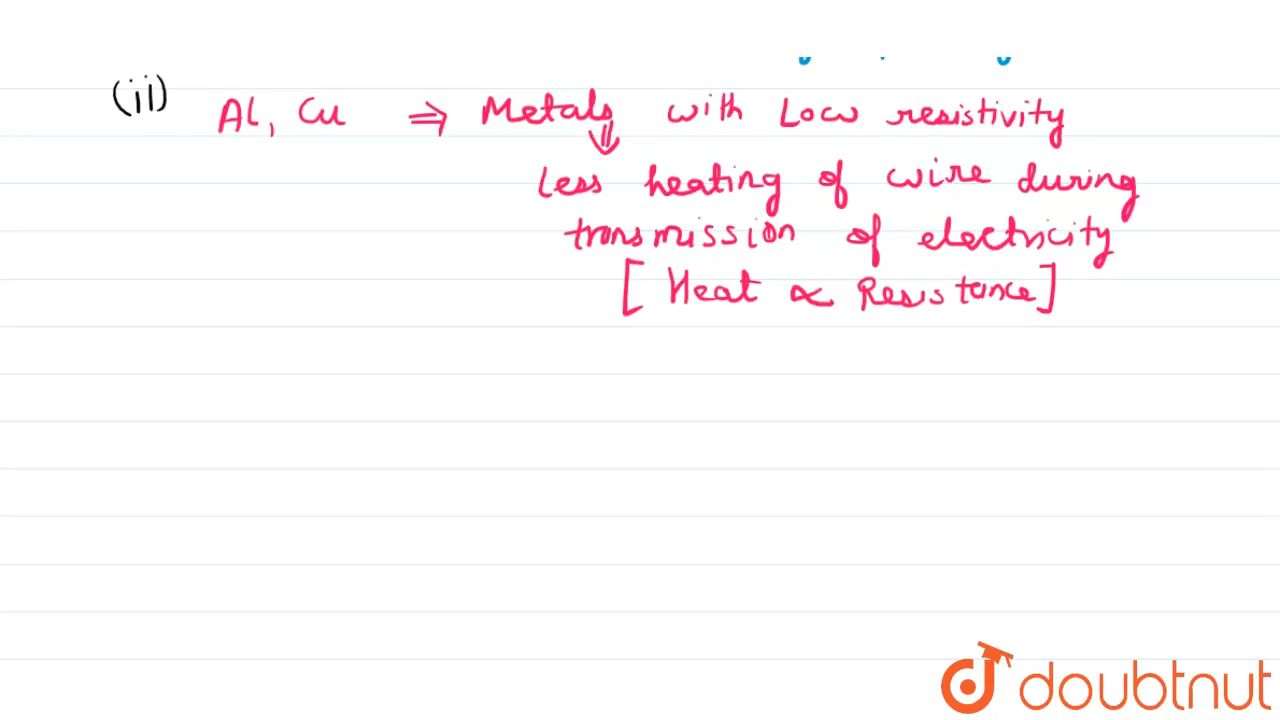 (ii) Al, Cu ⇒ Metals with Low resistivity
⇓
Less heating of wire during
transmission of electricity
[ Heat ∝ Resistance ]
doubtnut